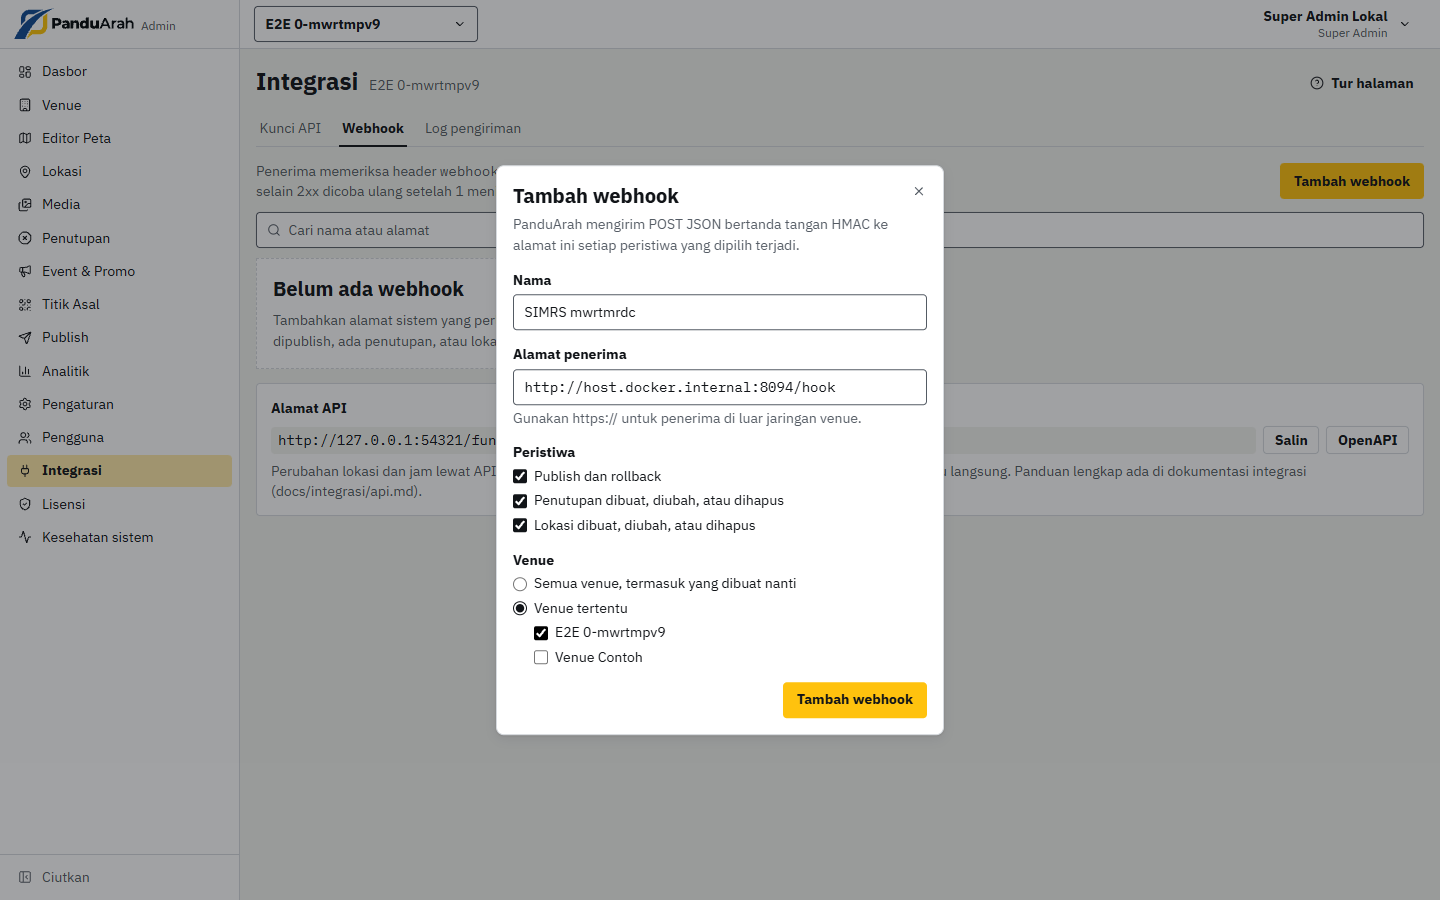 PanduArah Admin
E2E 0-mwrtmpv9
Super Admin Lokal
Super Admin
Dasbor
Venue
Editor Peta
Lokasi
Media
Penutupan
Event & Promo
Titik Asal
Publish
Analitik
Pengaturan
Pengguna
Integrasi
Lisensi
Kesehatan sistem
Ciutkan
Integrasi E2E 0-mwrtmpv9
Tur halaman
Kunci API
Webhook
Log pengiriman
Penerima memeriksa header webhook
selain 2xx dicoba ulang setelah 1 men
Tambah webhook
Cari nama atau alamat
Belum ada webhook
Tambahkan alamat sistem yang per
dipublish, ada penutupan, atau loka
Alamat API
http://127.0.0.1:54321/fun
Salin
OpenAPI
Perubahan lokasi dan jam lewat API
langsung. Panduan lengkap ada di dokumentasi integrasi
(docs/integrasi/api.md).
Tambah webhook
PanduArah mengirim POST JSON bertanda tangan HMAC ke
alamat ini setiap peristiwa yang dipilih terjadi.
Nama
SIMRS mwrtmrdc
Alamat penerima
http://host.docker.internal:8094/hook
Gunakan https:// untuk penerima di luar jaringan venue.
Peristiwa
Publish dan rollback
Penutupan dibuat, diubah, atau dihapus
Lokasi dibuat, diubah, atau dihapus
Venue
Semua venue, termasuk yang dibuat nanti
Venue tertentu
E2E 0-mwrtmpv9
Venue Contoh
Tambah webhook